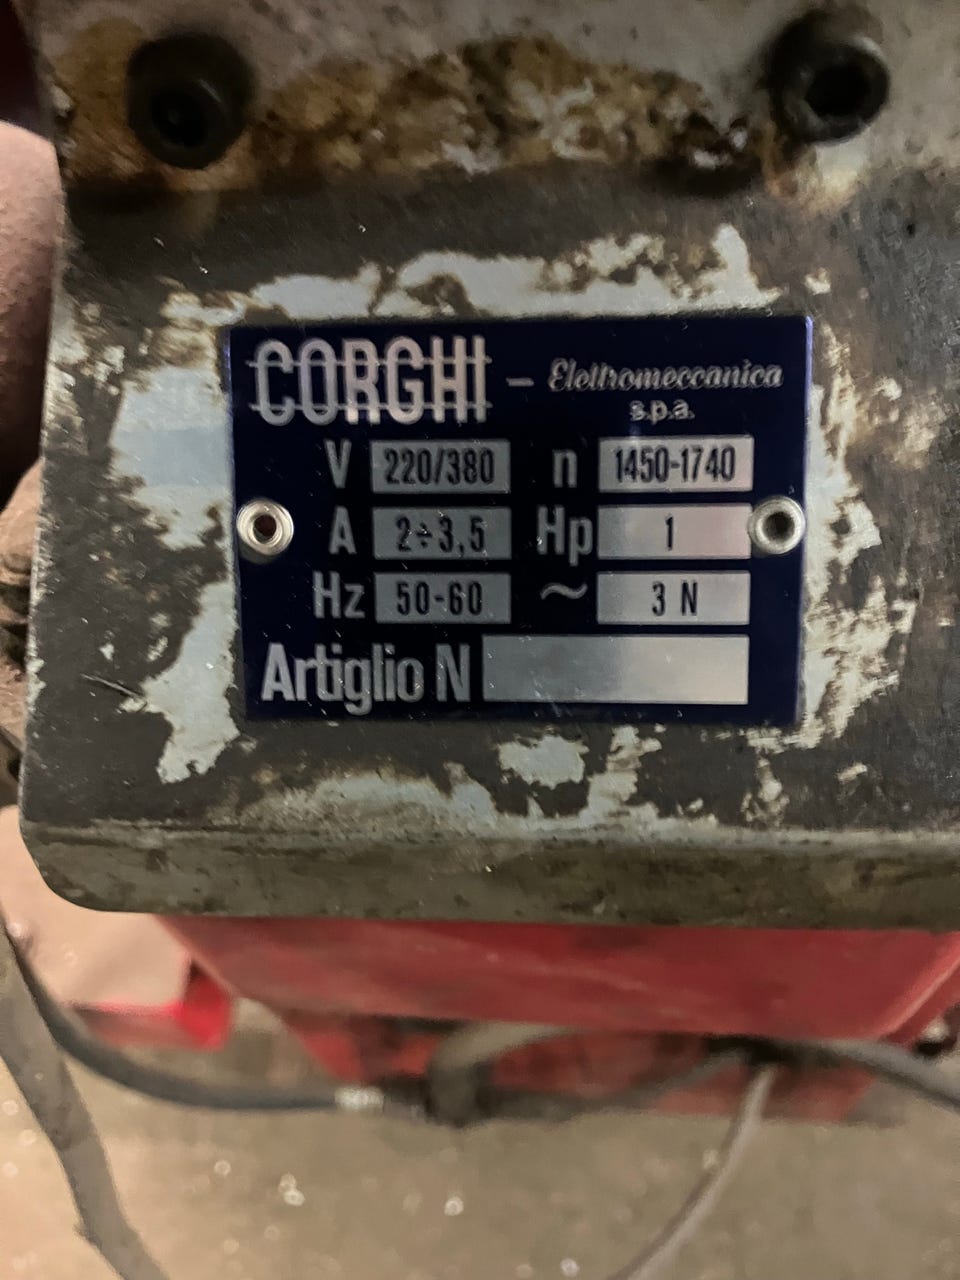 CORGHI - Elettromeccanica
s.p.a.
V 220/380 n 1450-1740
A 2÷3,5 Hp 1
Hz 50-60 ~ 3 N
Artiglio N